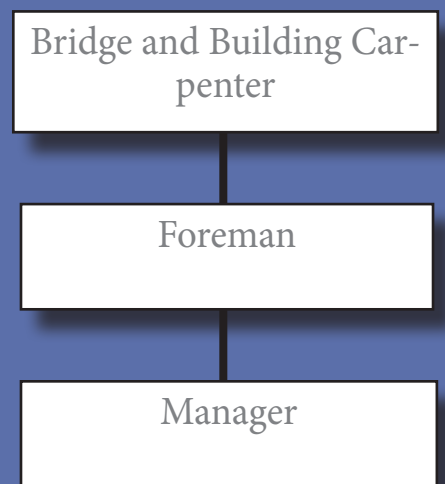 Bridge and Building Car-
penter
Foreman
Manager